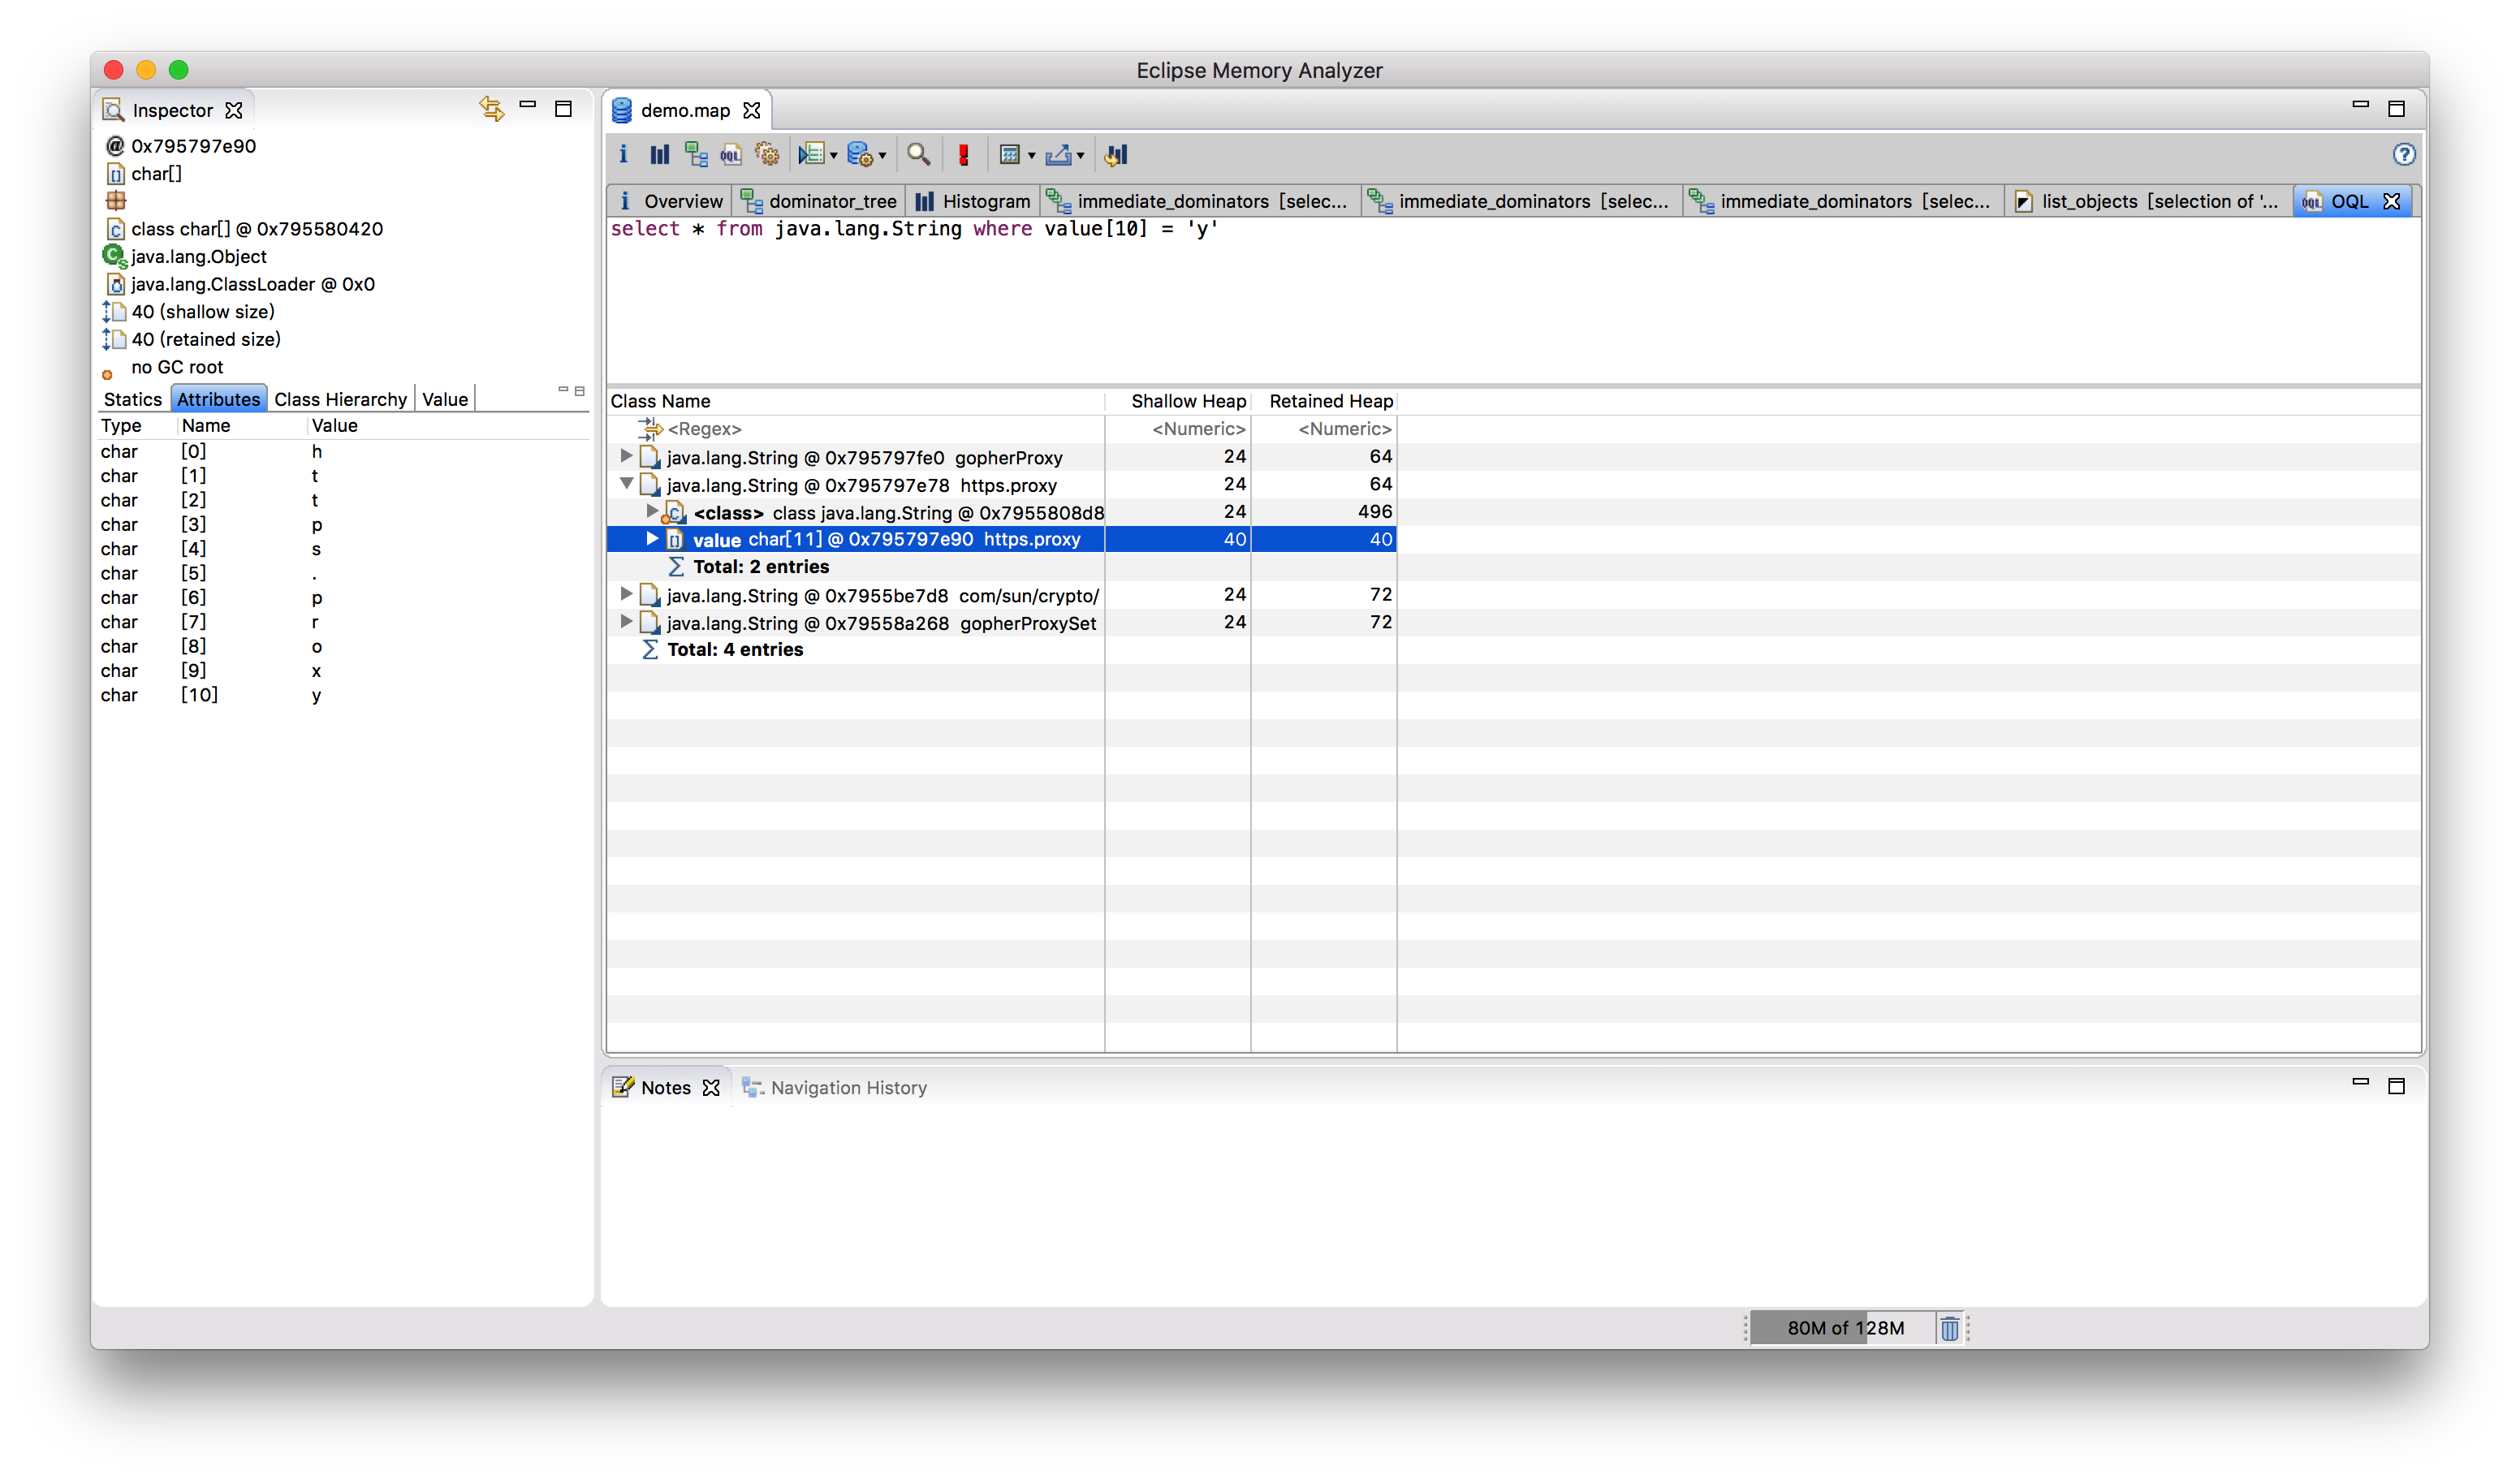 Eclipse Memory Analyzer
Inspector
@ 0x795797e90
char[]
class char[] @ 0x795580420
java.lang.Object
java.lang.ClassLoader @ 0x0
40 (shallow size)
40 (retained size)
no GC root
Statics Attributes Class Hierarchy Value
Type Name Value
char [0] h
char [1] t
char [2] t
char [3] p
char [4] s
char [5] .
char [6] p
char [7] r
char [8] o
char [9] x
char [10] y
demo.map
i OQL
i Overview dominator_tree Histogram immediate_dominators [selec... immediate_dominators [selec... immediate_dominators [selec... list_objects [selection of '... OQL OQL
select * from java.lang.String where value[10] = 'y'
Class Name Shallow Heap Retained Heap
<Regex> <Numeric> <Numeric>
java.lang.String @ 0x795797fe0 gopherProxy 24 64
java.lang.String @ 0x795797e78 https.proxy 24 64
<class> class java.lang.String @ 0x7955808d8 24 496
value char[11] @ 0x795797e90 https.proxy 40 40
Σ Total: 2 entries
java.lang.String @ 0x7955be7d8 com/sun/crypto/ 24 72
java.lang.String @ 0x79558a268 gopherProxySet 24 72
Σ Total: 4 entries
Notes Navigation History
80M of 128M